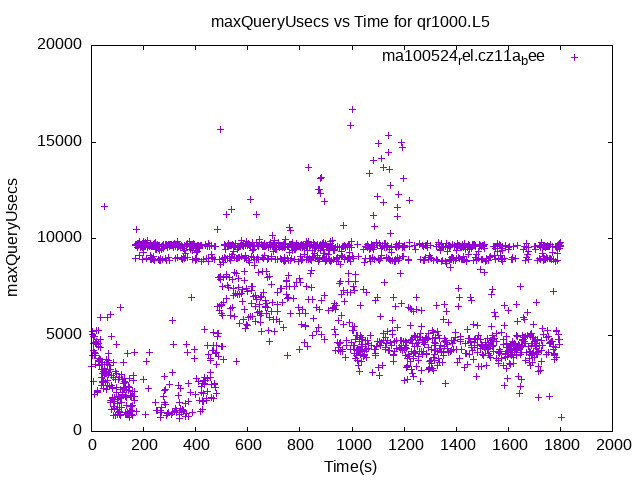 maxQueryUsecs vs Time for qr1000.L5
20000
ma100524rel.cz11abee
15000
maxQueryUsecs
10000
5000
0
0 200 400 600 800 1000 1200 1400 1600 1800 2000
Time(s)